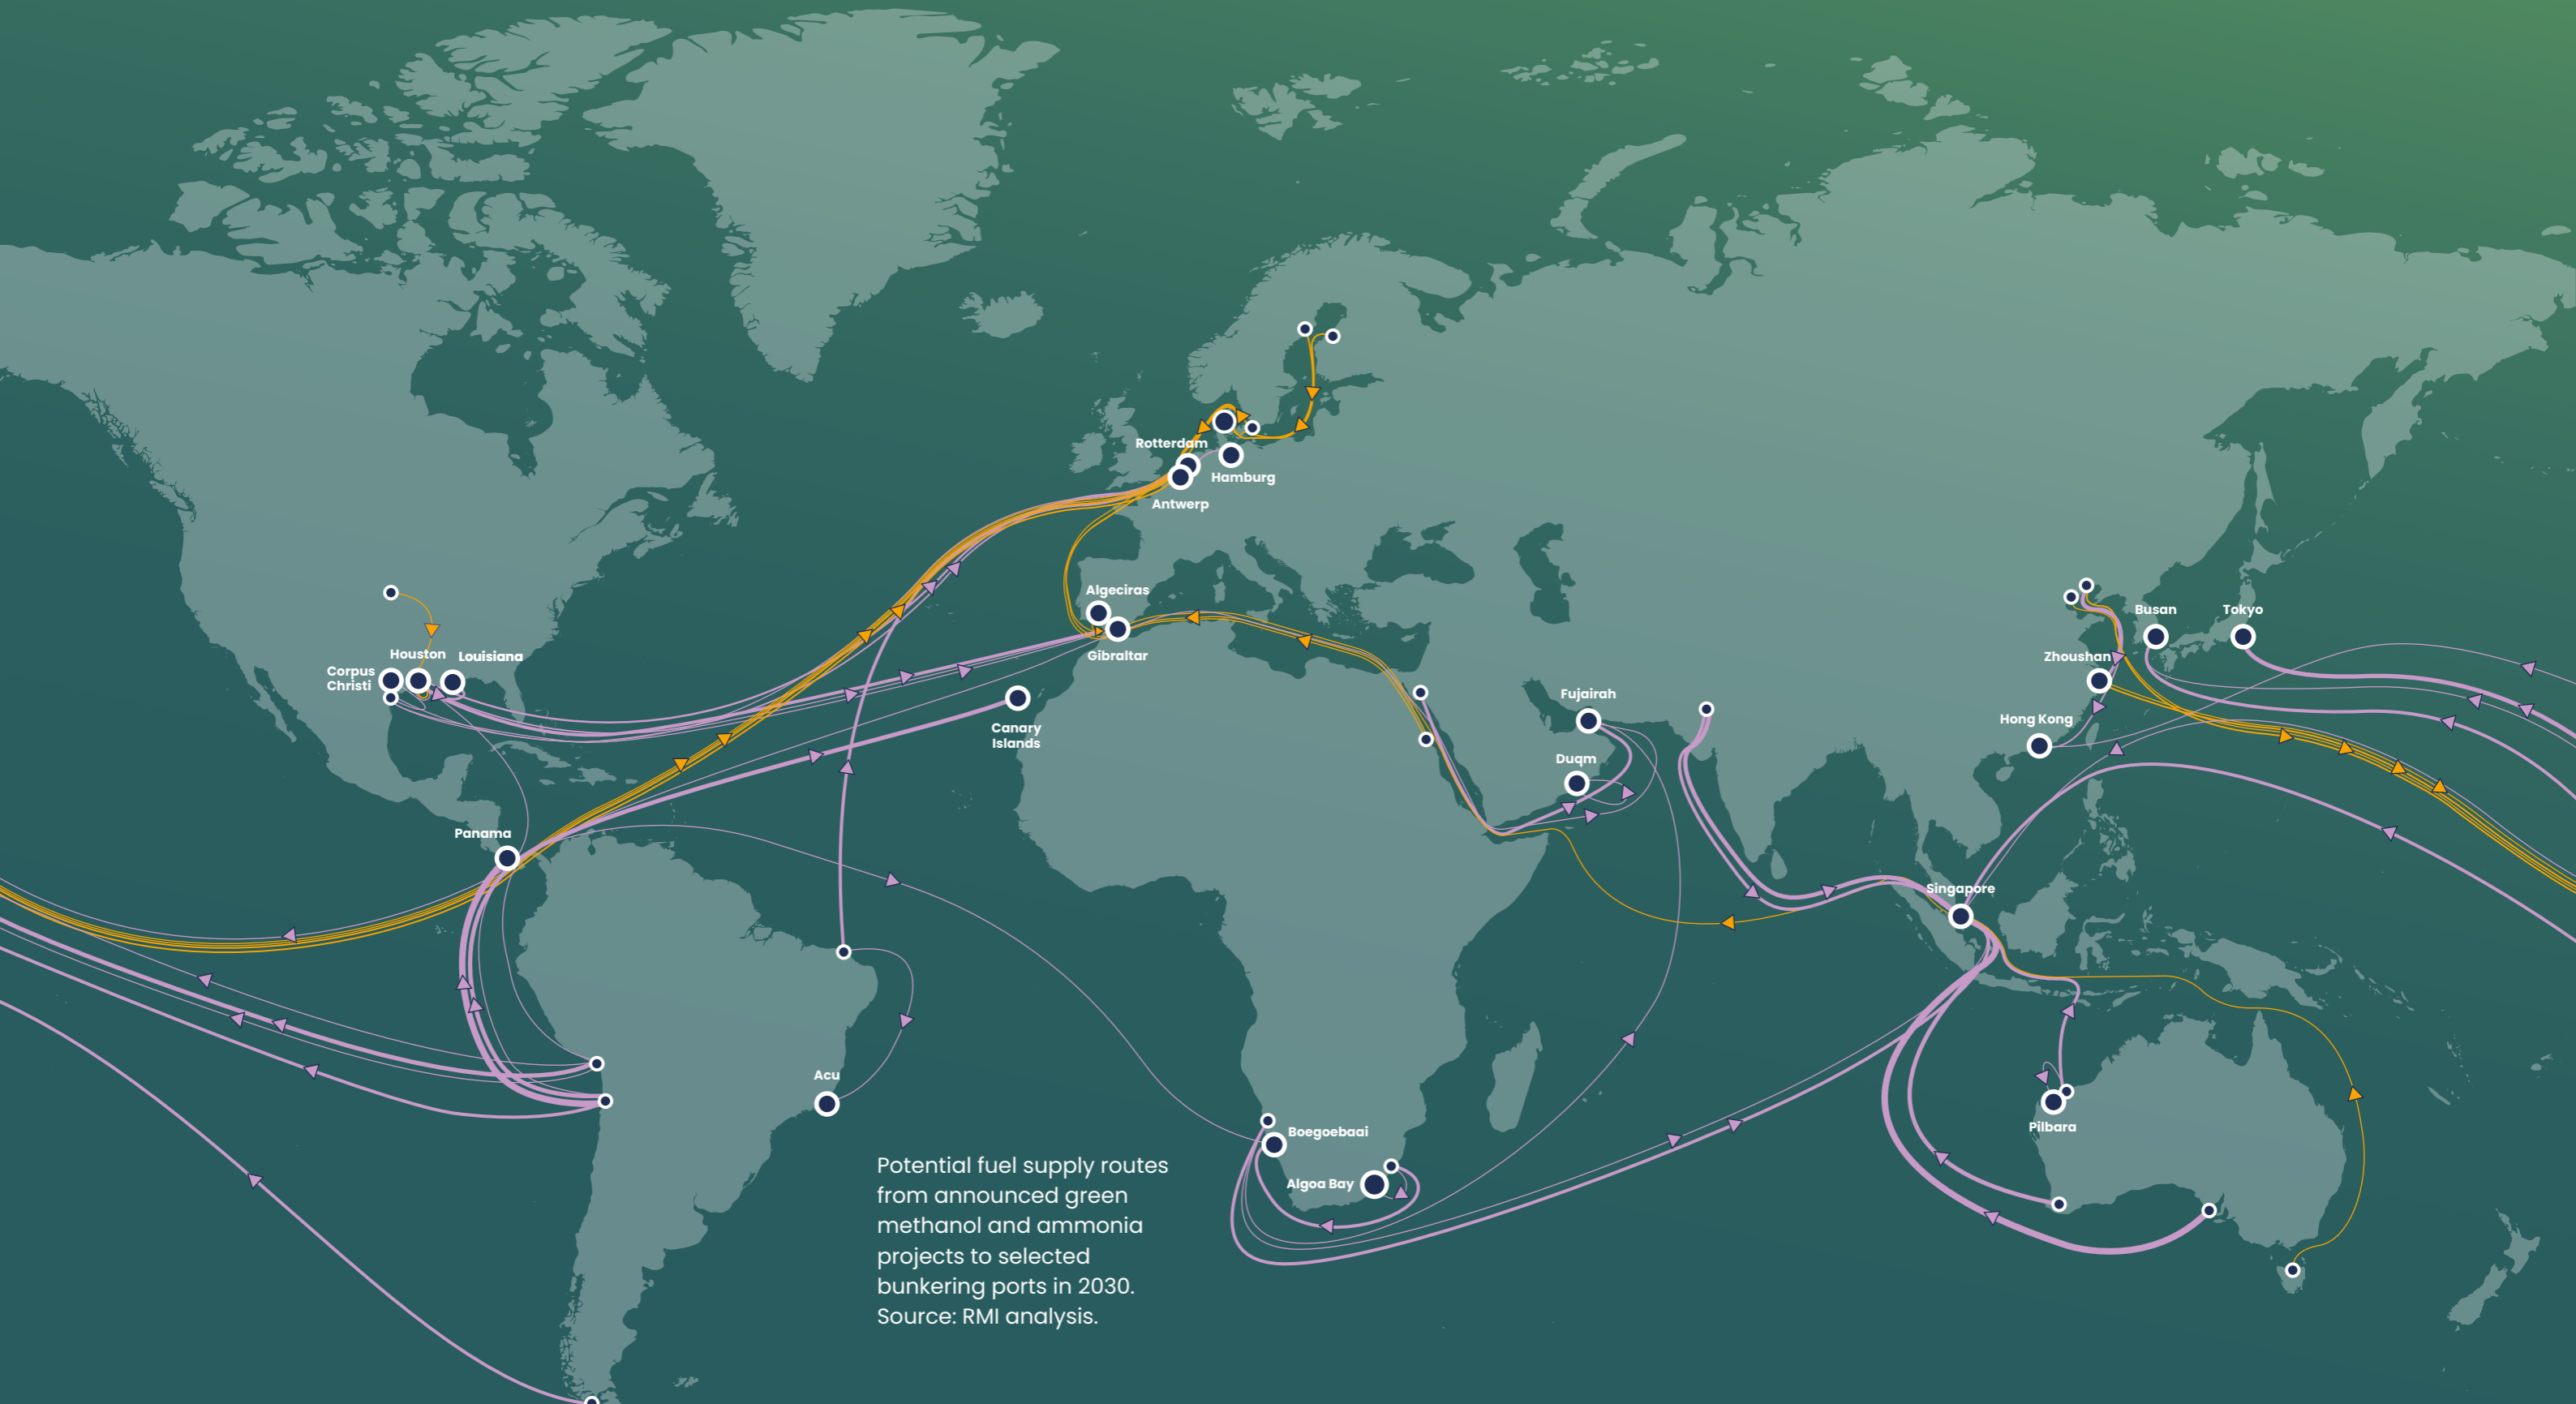 Rotterdam
Hamburg
Antwerp
Algeciras
Gibraltar
Houston
Louisiana
Corpus
Christi
Canary
Islands
Panama
Acu
Fujairah
Duqm
Boegoebaai
Algoa Bay
Busan
Tokyo
Zhoushan
Hong Kong
Singapore
Pilbara
Potential fuel supply routes
from announced green
methanol and ammonia
projects to selected
bunkering ports in 2030.
Source: RMI analysis.